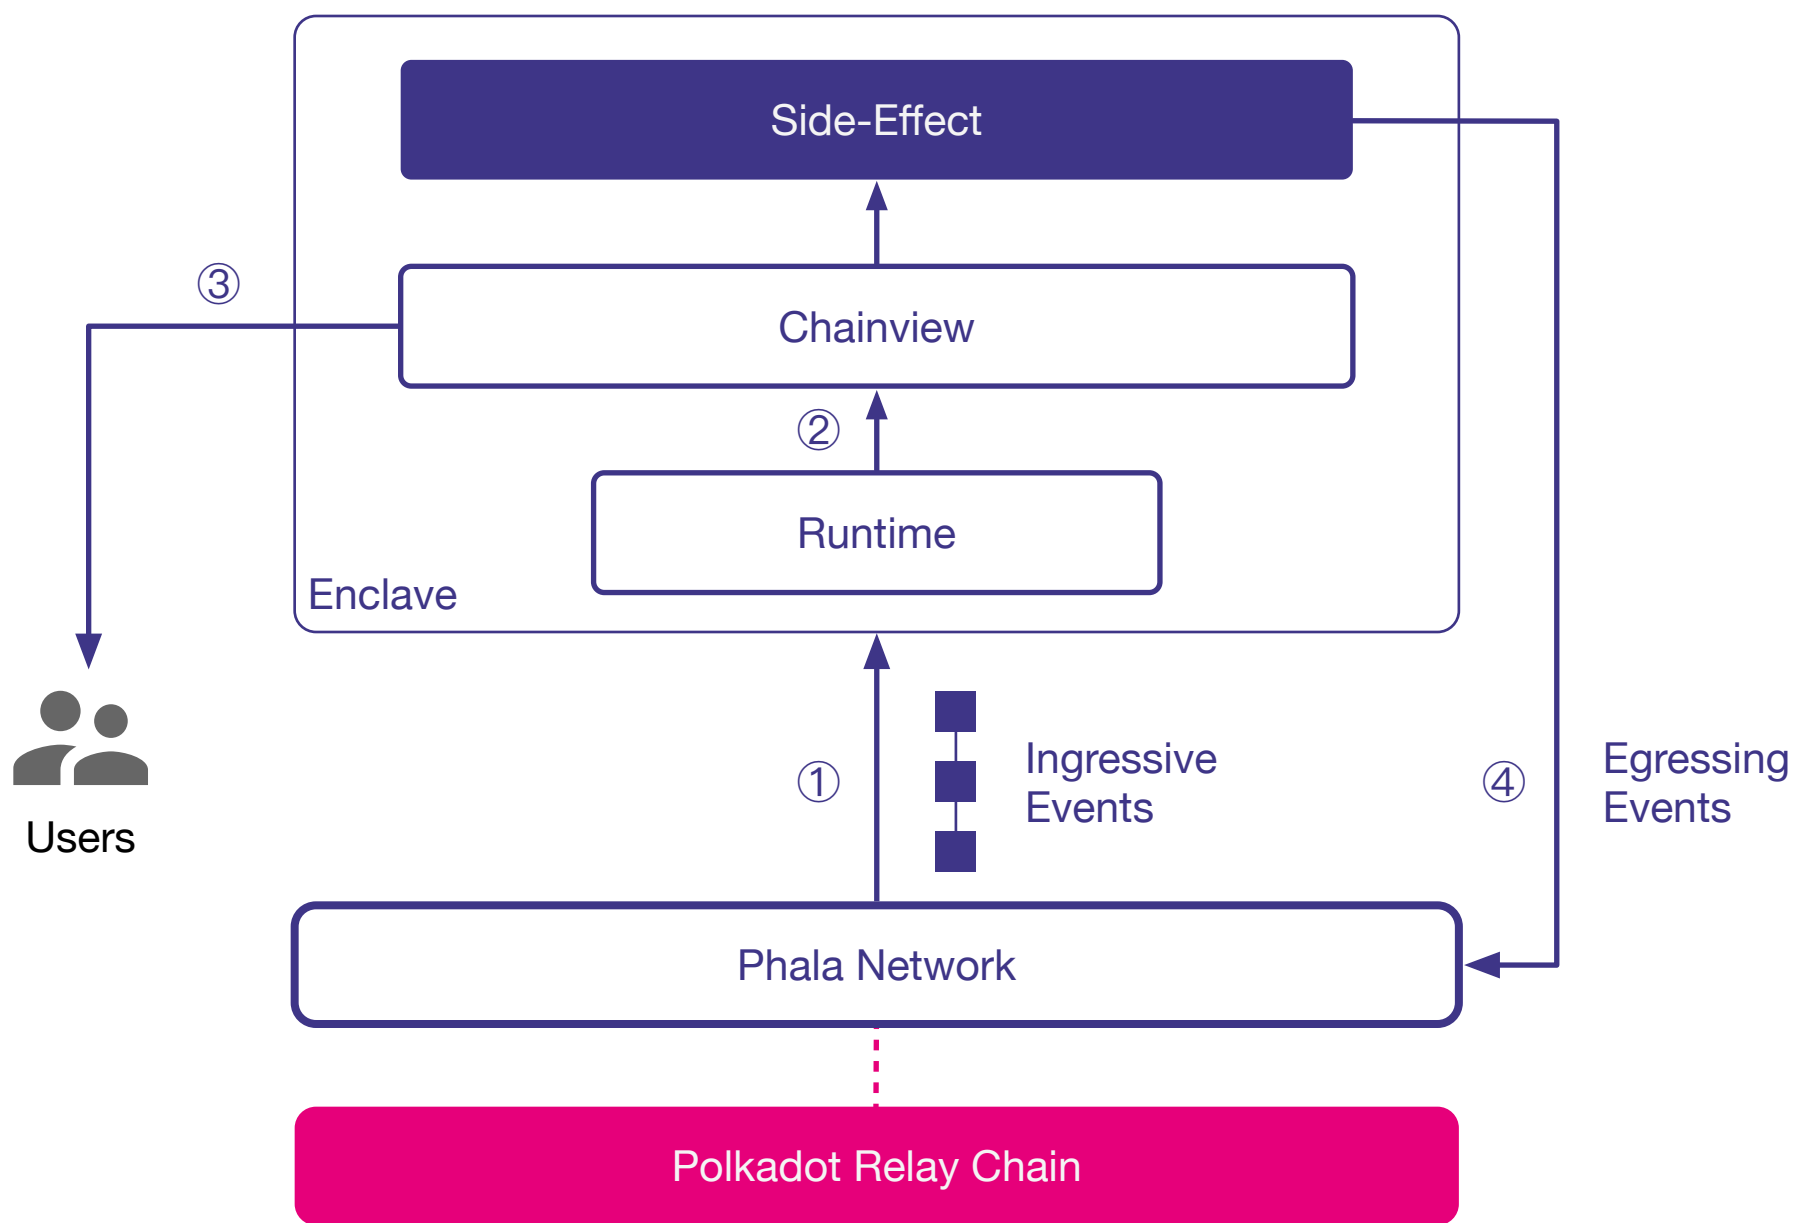 Side-Effect
③
Chainview
②
Runtime
Enclave
①
Ingressive
Events
④
Egressing
Events
Users
Phala Network
Polkadot Relay Chain